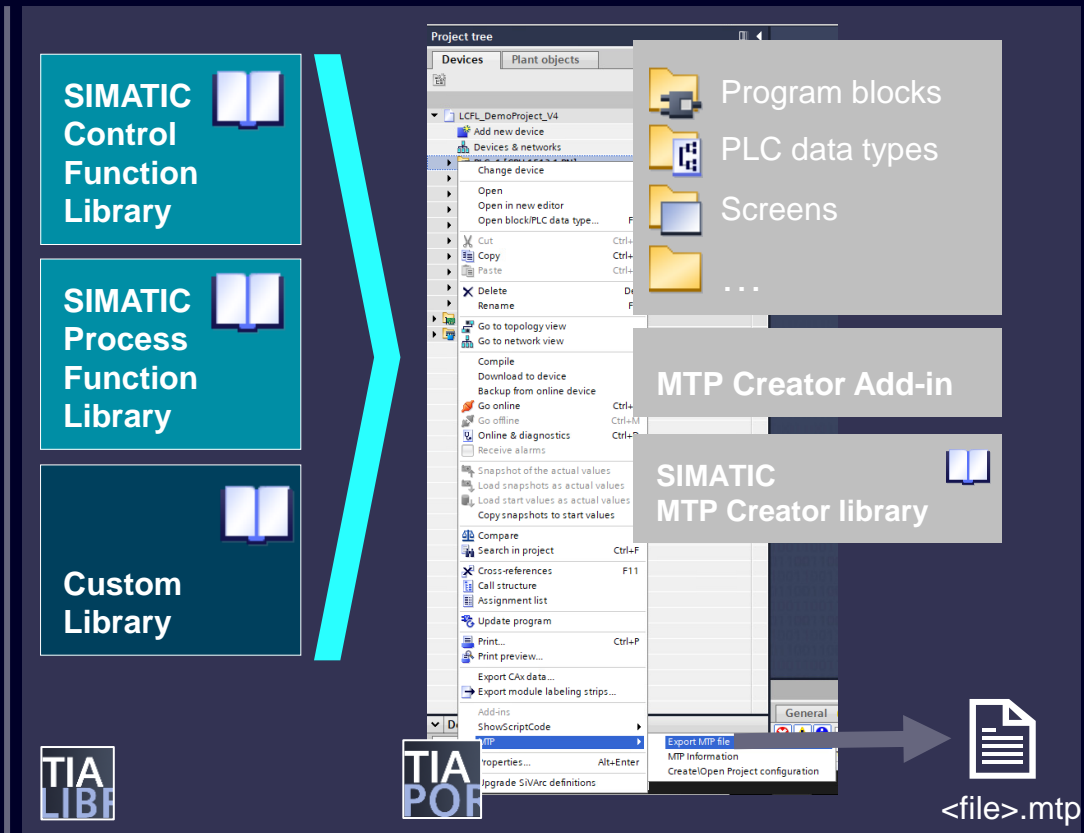 SIMATIC
Control
Function
Library
SIMATIC
Process
Function
Library
Custom
Library
TIA
Project tree
Devices
Plant objects
LCFL_DemoProject_V4
Add new device
Devices & networks
Change device
Open
Open in new editor
Open block/PLC data type...
Cut
Copy
Paste
Delete
Rename
Go to topology view
Go to network view
Compile
Download to device
Backup from online device
Go online
Go offline Ctrl+M
Online & diagnostics
Receive alarms
Snapshot of the actual values
Load snapshots as actual values
Load start values as actual values
Copy snapshots to start values
Compare
Search in project Ctrl+F
Cross-references F11
Call structure
Assignment list
Update program
Print... Ctrl+P
Print preview...
Export CAx data...
Export module labeling strips...
Add-ins
ShowScriptCode
MTP
Properties... Alt+Enter
Upgrade SiVArc definitions
TIA
Export MTP file
MTP Information
Create\Open Project configuration
General
Program blocks
PLC data types
Screens
...
MTP Creator Add-in
SIMATIC
MTP Creator library
<file>.mtp